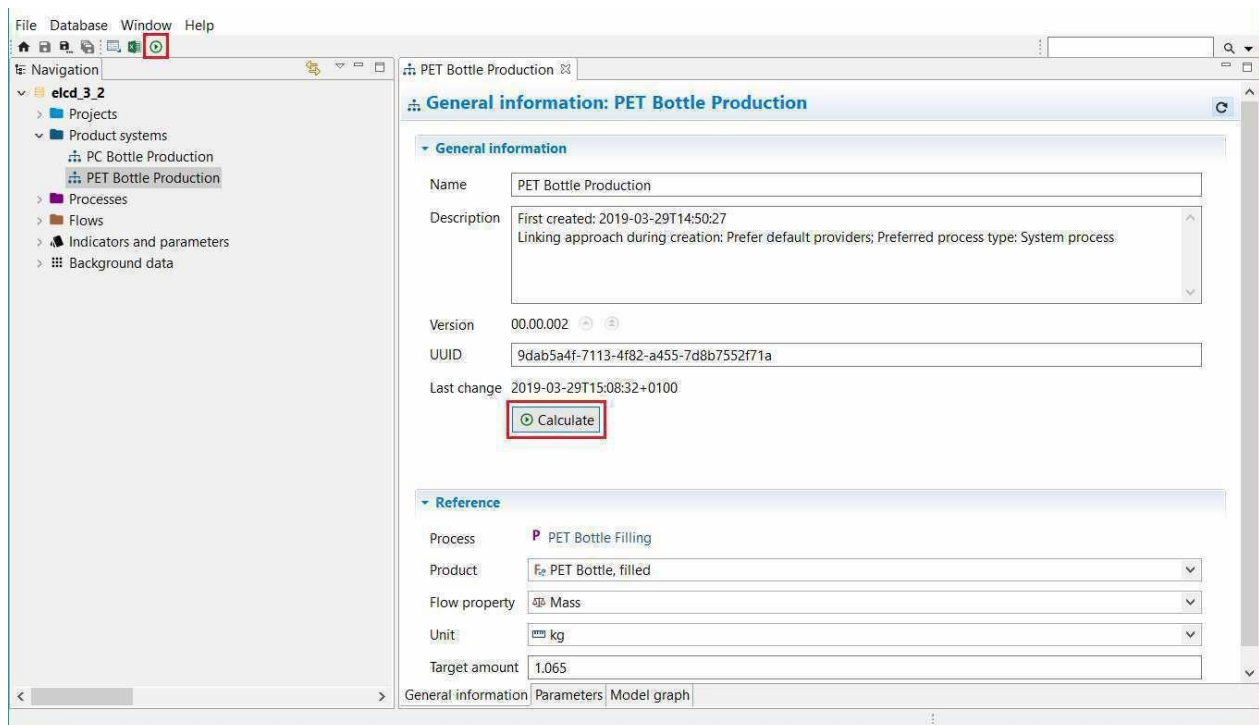 File Database Window Help
Navigation
PET Bottle Production
elcd_3_2
Projects
Product systems
PC Bottle Production
PET Bottle Production
Processes
Flows
Indicators and parameters
Background data
General information: PET Bottle Production
General information
Name PET Bottle Production
Description First created: 2019-03-29T14:50:27
Linking approach during creation: Prefer default providers; Preferred process type: System process
Version 00.00.002
UUID 9dab5a4f-7113-4f82-a455-7d8b7552f71a
Last change 2019-03-29T15:08:32+0100
Calculate
Reference
Process P PET Bottle Filling
Product Fe PET Bottle, filled
Flow property Mass
Unit kg
Target amount 1.065
General information Parameters Model graph